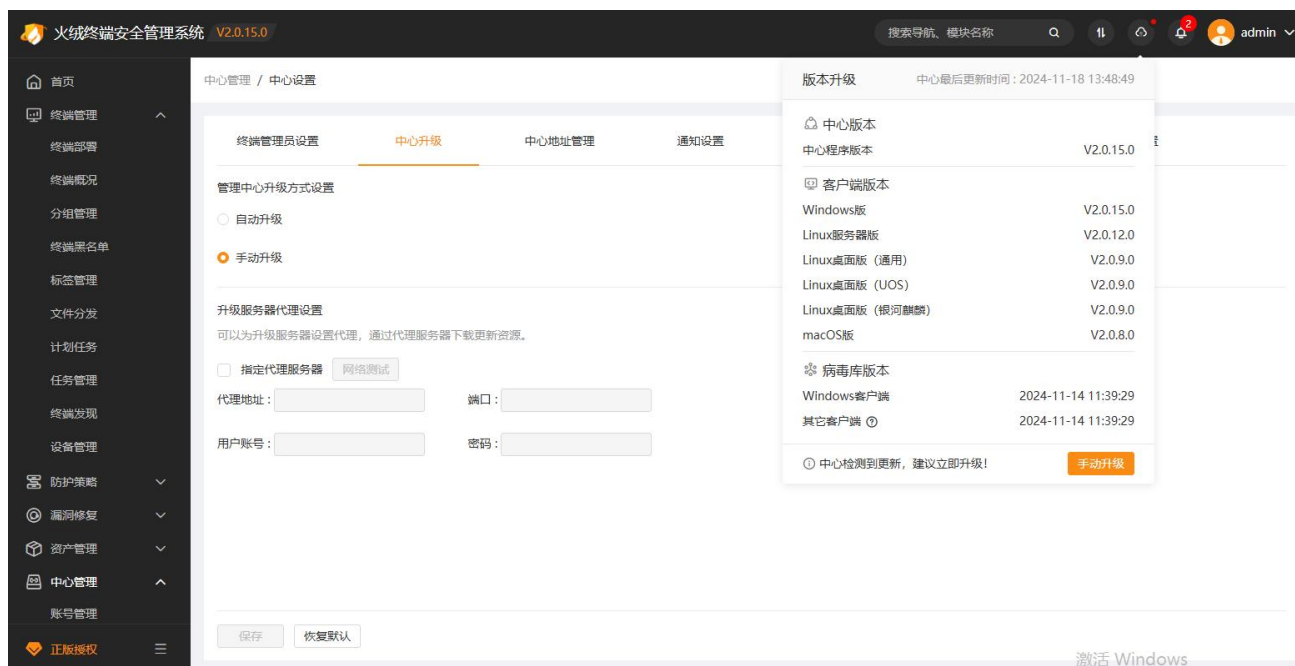 火绒终端安全管理系统 V2.0.15.0 搜索导航、模块名称 2 admin
首页
终端管理
终端部署
终端概况
分组管理
终端黑名单
标签管理
文件分发
计划任务
任务管理
终端发现
设备管理
防护策略
漏洞修复
资产管理
中心管理
账号管理
正版授权
中心管理 / 中心设置
终端管理员设置 中心升级 中心地址管理 通知设置
管理中心升级方式设置
自动升级
手动升级
升级服务器代理设置
可以为升级服务器设置代理，通过代理服务器下载更新资源。
指定代理服务器 网络测试
代理地址： 端口：
用户账号： 密码：
保存 恢复默认
版本升级 中心最后更新时间：2024-11-18 13:48:49
中心版本
中心程序版本 V2.0.15.0
客户端版本
Windows版 V2.0.15.0
Linux服务器版 V2.0.12.0
Linux桌面版（通用） V2.0.9.0
Linux桌面版（UOS） V2.0.9.0
Linux桌面版（银河麒麟） V2.0.9.0
macOS版 V2.0.8.0
病毒库版本
Windows客户端 2024-11-14 11:39:29
其它客户端 2024-11-14 11:39:29
中心检测到更新，建议立即升级！ 手动升级
激活 Windows